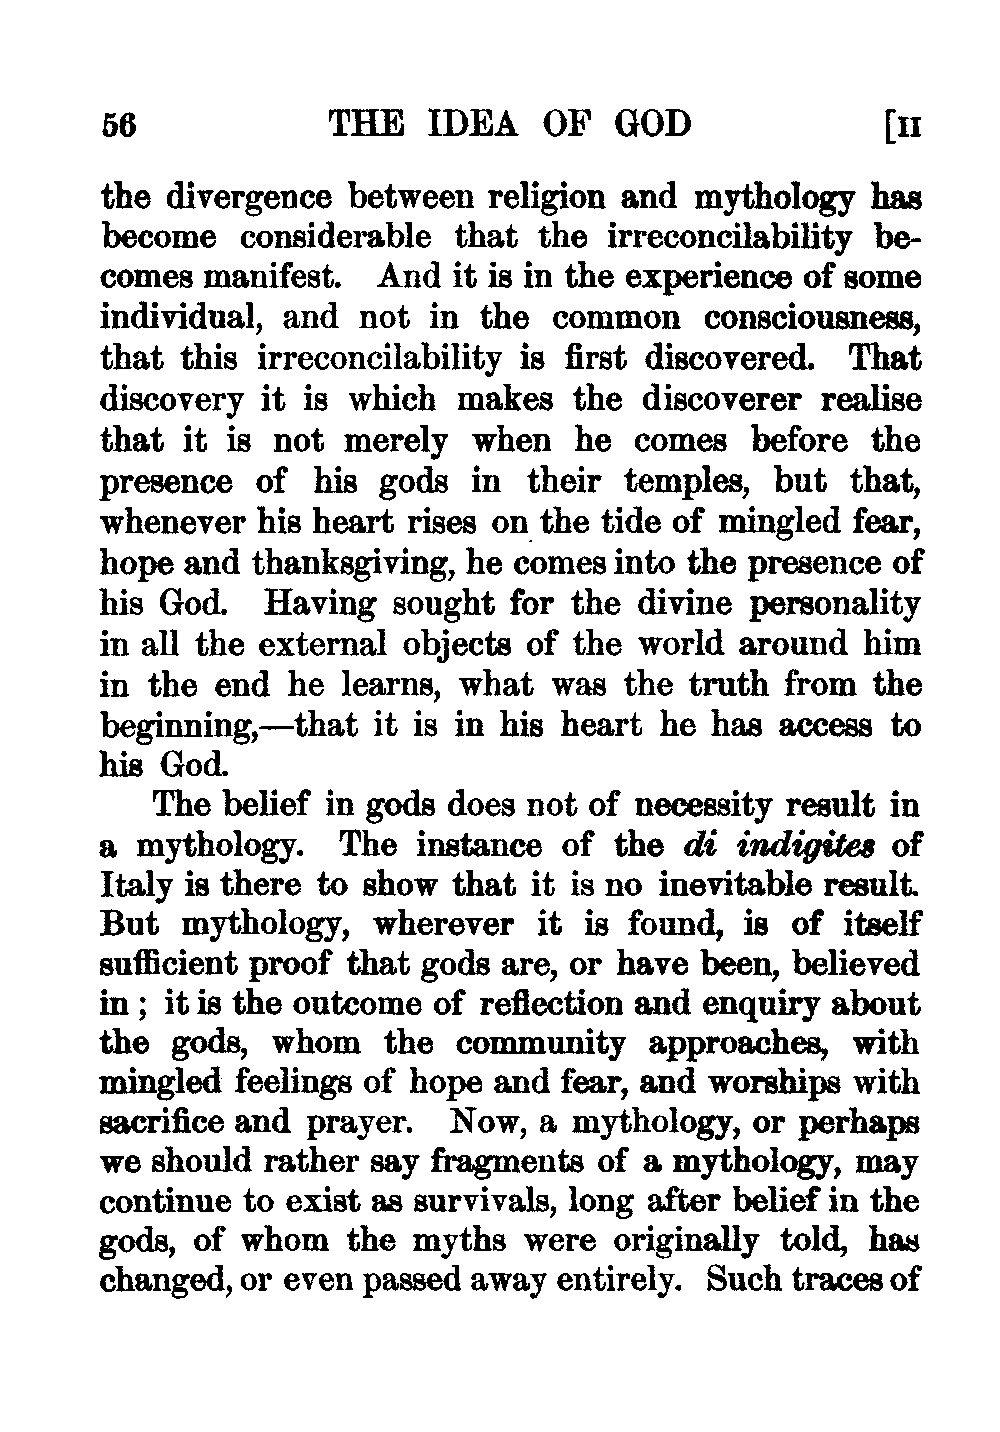 56 THE IDEA OF GOD [II
the divergence between religion and mythology has
become considerable that the irreconcilability be-
comes manifest. And it is in the experience of some
individual, and not in the common consciousness,
that this irreconcilability is first discovered. That
discovery it is which makes the discoverer realise
that it is not merely when he comes before the
presence of his gods in their temples, but that,
whenever his heart rises on the tide of mingled fear,
hope and thanksgiving, he comes into the presence of
his God. Having sought for the divine personality
in all the external objects of the world around him
in the end he learns, what was the truth from the
beginning,—that it is in his heart he has access to
his God.
The belief in gods does not of necessity result in
a mythology. The instance of the di indigites of
Italy is there to show that it is no inevitable result.
But mythology, wherever it is found, is of itself
sufficient proof that gods are, or have been, believed
in ; it is the outcome of reflection and enquiry about
the gods, whom the community approaches, with
mingled feelings of hope and fear, and worships with
sacrifice and prayer. Now, a mythology, or perhaps
we should rather say fragments of a mythology, may
continue to exist as survivals, long after belief in the
gods, of whom the myths were originally told, has
changed, or even passed away entirely. Such traces of